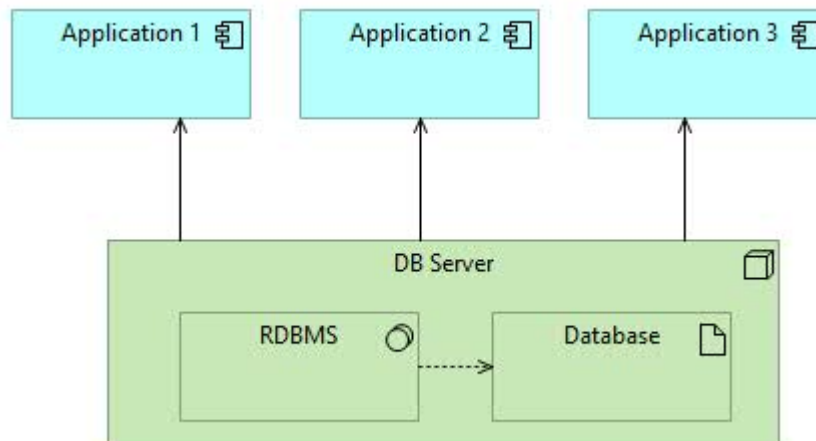 Application 1
Application 2
Application 3
DB Server
RDBMS
Database